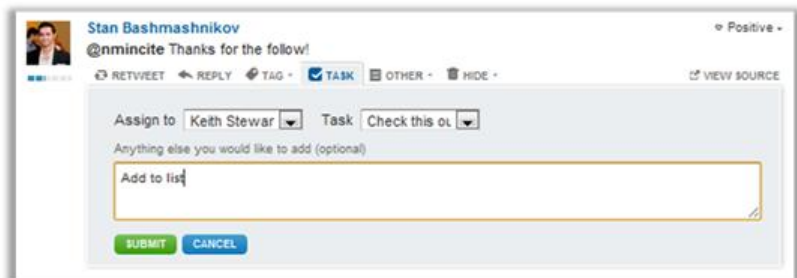 Stan Bashmashnikov Positive
@nmincite Thanks for the follow!
RETWEET REPLY TAG TASK OTHER HIDE VIEW SOURCE
Assign to Keith Stewar Task Check this ou
Anything else you would like to add (optional)
Add to list
SUBMIT CANCEL